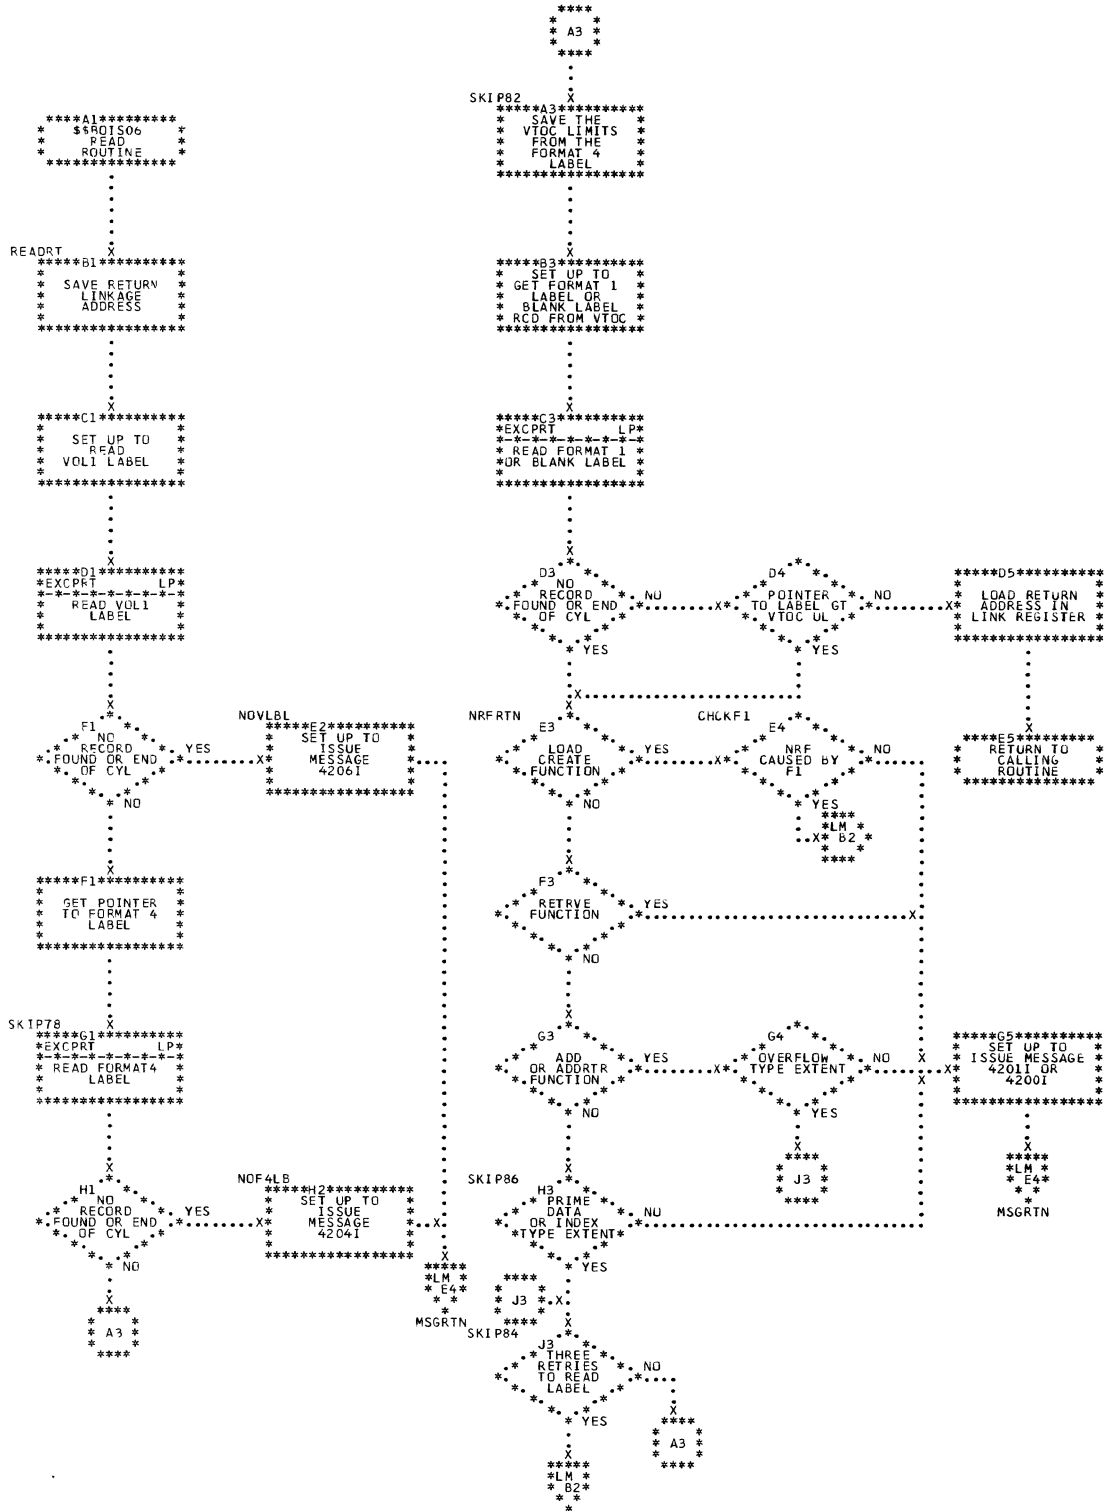 A1
$$BOIS06
READ
ROUTINE
READRT
B1
SAVE RETURN
LINKAGE
ADDRESS
C1
SET UP TO
READ
VOL1 LABEL
D1
EXCPRT LP
READ VOL1
LABEL
F1
NO
RECORD
FOUND OR END
OF CYL
YES
NO
NOVLBL
E2
SET UP TO
ISSUE
MESSAGE
4206I
F1
GET POINTER
TO FORMAT 4
LABEL
SKIP78
G1
EXCPRT LP
READ FORMAT4
LABEL
H1
NO
RECORD
FOUND OR END
OF CYL
YES
NO
A3
NOF4LB
H2
SET UP TO
ISSUE
MESSAGE
4204I
LM
E4
MSGRTN
A3
SKIP82
A3
SAVE THE
VTOC LIMITS
FROM THE
FORMAT 4
LABEL
B3
SET UP TO
GET FORMAT 1
LABEL OR
BLANK LABEL
RCD FROM VTOC
C3
EXCPRT LP
READ FORMAT 1
OR BLANK LABEL
D3
NO
RECORD
FOUND OR END
OF CYL
NO
YES
D4
POINTER
TO LABEL GT
VTOC UL
NO
YES
D5
LOAD RETURN
ADDRESS IN
LINK REGISTER
NRFRTN
E3
LOAD
CREATE
FUNCTION
YES
NO
CHCKF1
E4
NRF
CAUSED BY
F1
NO
YES
LM
B2
E5
RETURN TO
CALLING
ROUTINE
F3
RETRVE
FUNCTION
YES
NO
G3
ADD
OR ADDRTR
FUNCTION
YES
NO
G4
OVERFLOW
TYPE EXTENT
NO
YES
J3
G5
SET UP TO
ISSUE MESSAGE
4201I OR
4200I
LM
E4
MSGRTN
SKIP86
H3
PRIME
DATA
OR INDEX
TYPE EXTENT
NO
YES
J3
SKIP84
J3
THREE
RETRIES
TO READ
LABEL
NO
YES
A3
LM
B2